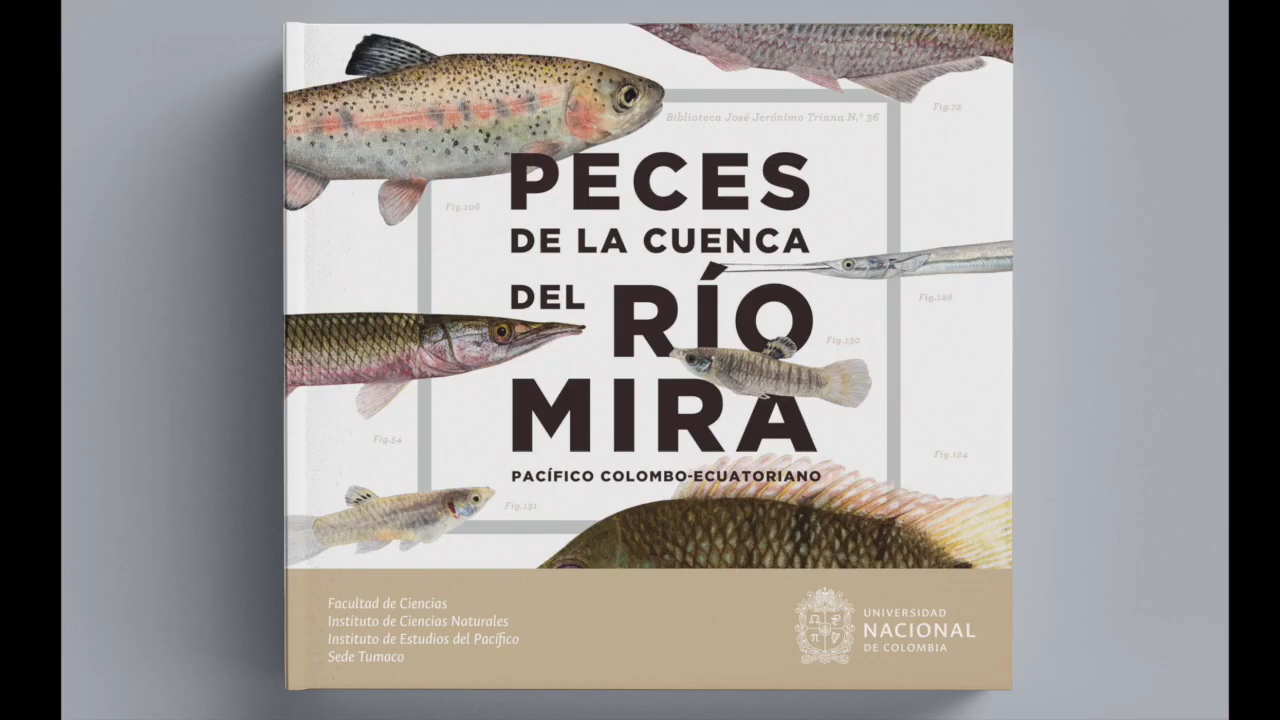 Fig.72
Biblioteca José Jerónimo Triana N.º 36
PECES
Fig.106
DE LA CUENCA
DEL RÍO
Fig.128
Fig.130
MIRA
Fig.54
Fig.124
PACÍFICO COLOMBO-ECUATORIANO
Fig.131
Facultad de Ciencias
Instituto de Ciencias Naturales
Instituto de Estudios del Pacífico
Sede Tumaco
UNIVERSIDAD
NACIONAL
DE COLOMBIA